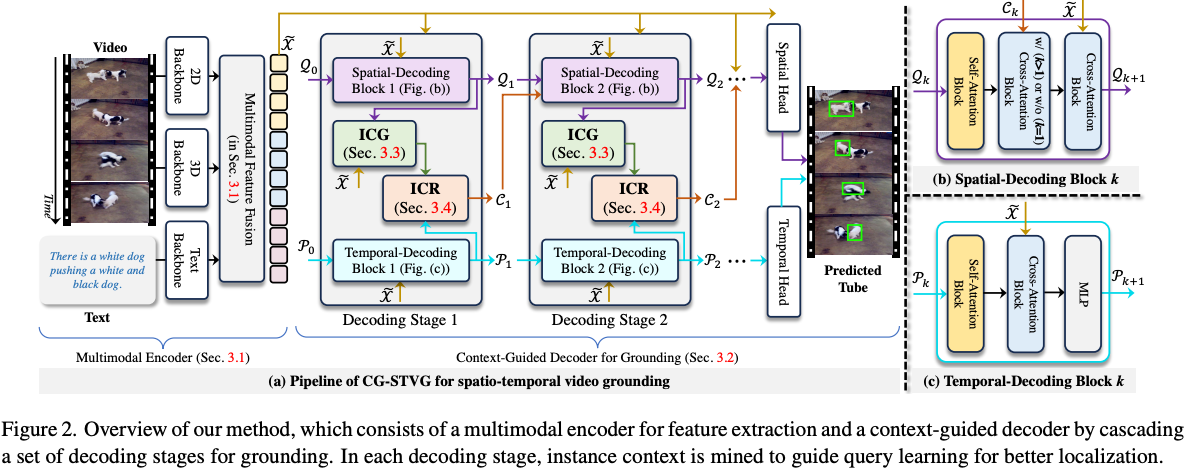 Video
Time
There is a white dog
pushing a white and
black dog.
Text
2D
Backbone
3D
Backbone
Text
Backbone
Multimodal Feature Fusion
(in Sec. 3.1)
X̃
Q₀
X̃
Spatial-Decoding
Block 1 (Fig. (b))
ICG
(Sec. 3.3)
X̃
ICR
(Sec. 3.4)
P₀
Temporal-Decoding
Block 1 (Fig. (c))
X̃
Decoding Stage 1
Q₁
C₁
P₁
X̃
Spatial-Decoding
Block 2 (Fig. (b))
ICG
(Sec. 3.3)
X̃
ICR
(Sec. 3.4)
Temporal-Decoding
Block 2 (Fig. (c))
X̃
Decoding Stage 2
Q₂ ...
C₂
P₂ ...
Spatial Head
Temporal Head
Predicted
Tube
Multimodal Encoder (Sec. 3.1)
Context-Guided Decoder for Grounding (Sec. 3.2)
(a) Pipeline of CG-STVG for spatio-temporal video grounding
Cₖ
X̃
Qₖ
Self-Attention
Block
w/ (k>1) or w/o (k=1)
Cross-Attention
Block
Cross-Attention
Block
Qₖ₊₁
(b) Spatial-Decoding Block k
X̃
Pₖ
Self-Attention
Block
Cross-Attention
Block
MLP
Pₖ₊₁
(c) Temporal-Decoding Block k
Figure 2. Overview of our method, which consists of a multimodal encoder for feature extraction and a context-guided decoder by cascading
a set of decoding stages for grounding. In each decoding stage, instance context is mined to guide query learning for better localization.